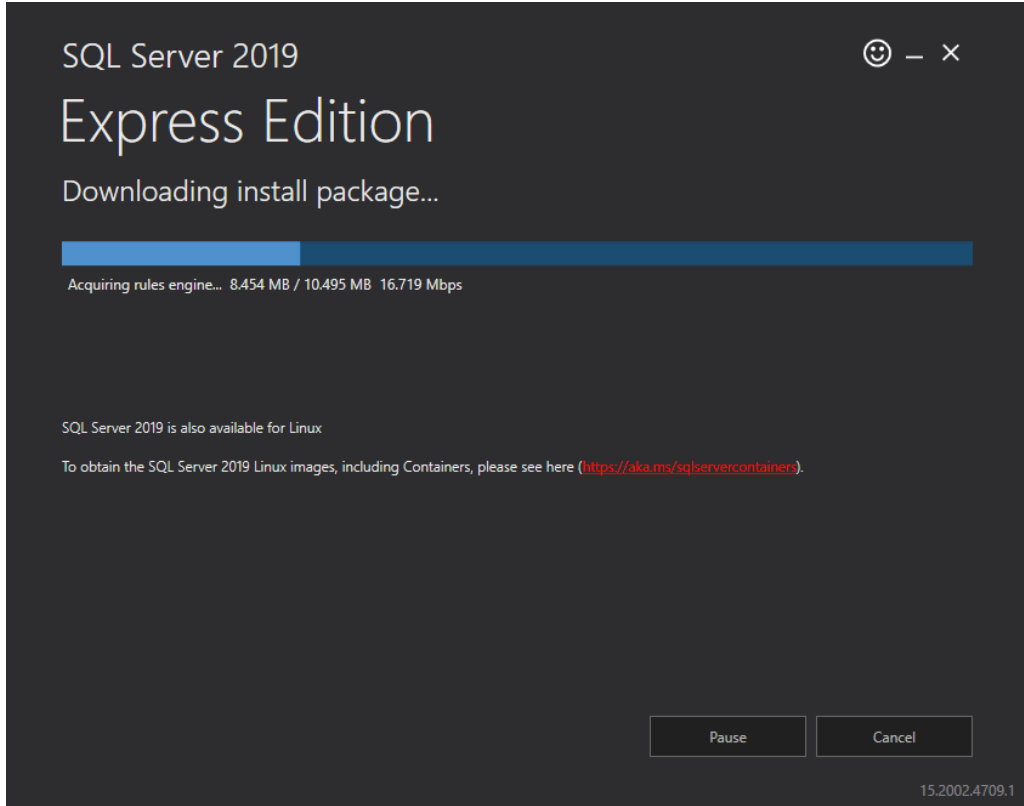 SQL Server 2019
Express Edition
Downloading install package...
Acquiring rules engine... 8.454 MB / 10.495 MB 16.719 Mbps
SQL Server 2019 is also available for Linux
To obtain the SQL Server 2019 Linux images, including Containers, please see here (https://aka.ms/sqlservercontainers).
Pause Cancel
15.2002.4709.1